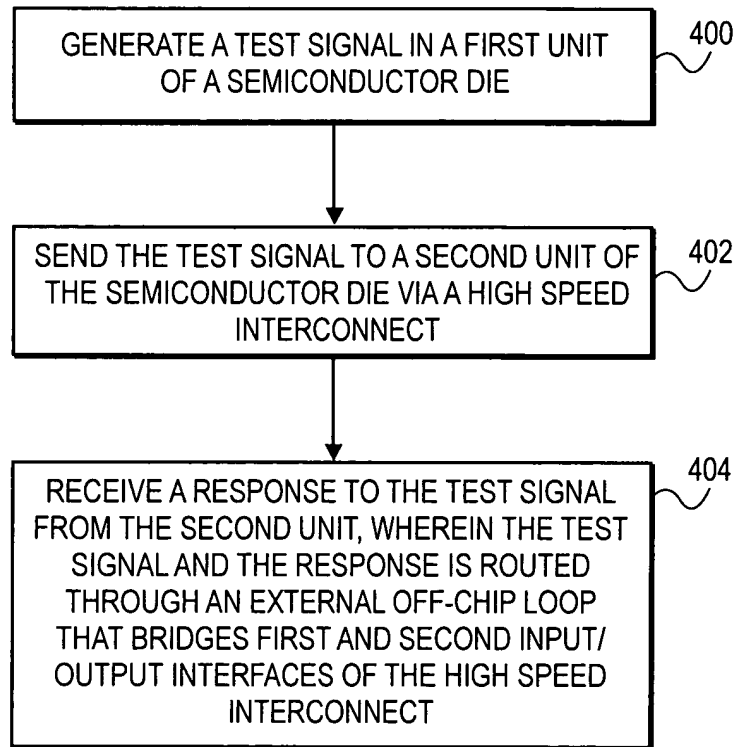 GENERATE A TEST SIGNAL IN A FIRST UNIT
OF A SEMICONDUCTOR DIE
400
SEND THE TEST SIGNAL TO A SECOND UNIT OF
THE SEMICONDUCTOR DIE VIA A HIGH SPEED
INTERCONNECT
402
RECEIVE A RESPONSE TO THE TEST SIGNAL
FROM THE SECOND UNIT, WHEREIN THE TEST
SIGNAL AND THE RESPONSE IS ROUTED
THROUGH AN EXTERNAL OFF-CHIP LOOP
THAT BRIDGES FIRST AND SECOND INPUT/
OUTPUT INTERFACES OF THE HIGH SPEED
INTERCONNECT
404